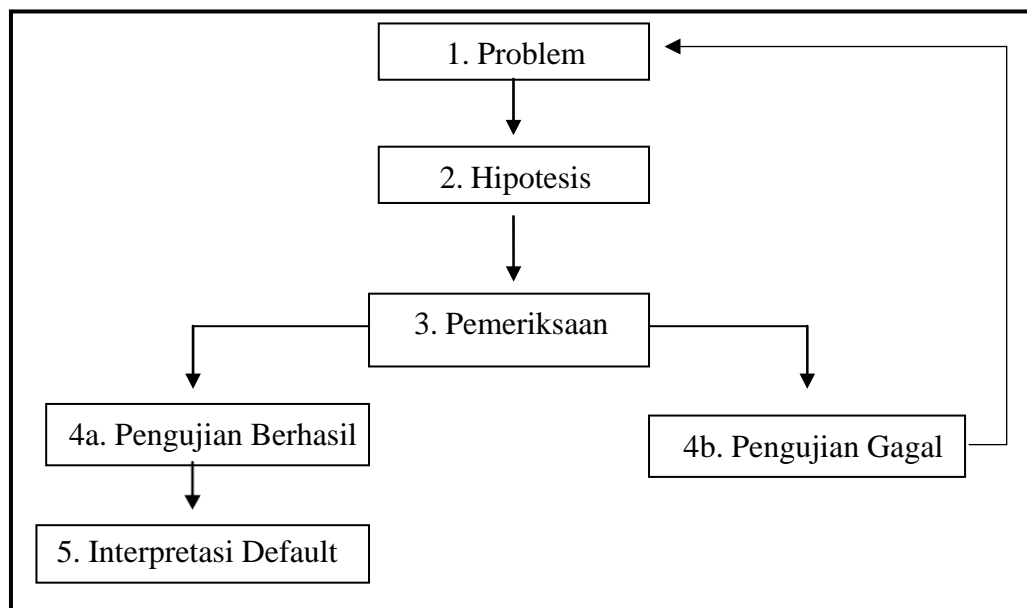 1. Problem
2. Hipotesis
3. Pemeriksaan
4a. Pengujian Berhasil
4b. Pengujian Gagal
5. Interpretasi Default